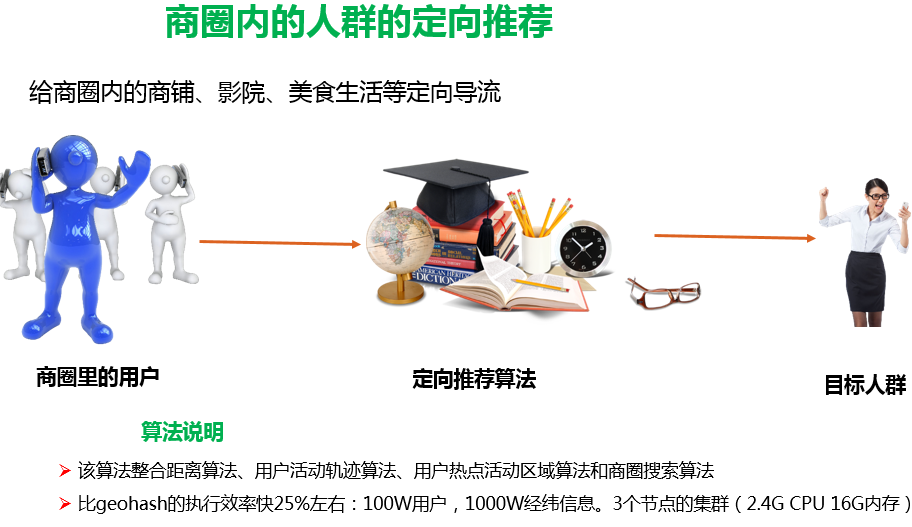 商圈内的人群的定向推荐
给商圈内的商铺、影院、美食生活等定向导流
AMERICAN HERITAGE
DICTIONARY
商圈里的用户
定向推荐算法
目标人群
算法说明
该算法整合距离算法、用户活动轨迹算法、用户热点活动区域算法和商圈搜索算法
比geohash的执行效率快25%左右：100W用户，1000W经纬信息。3个节点的集群（2.4G CPU 16G内存）